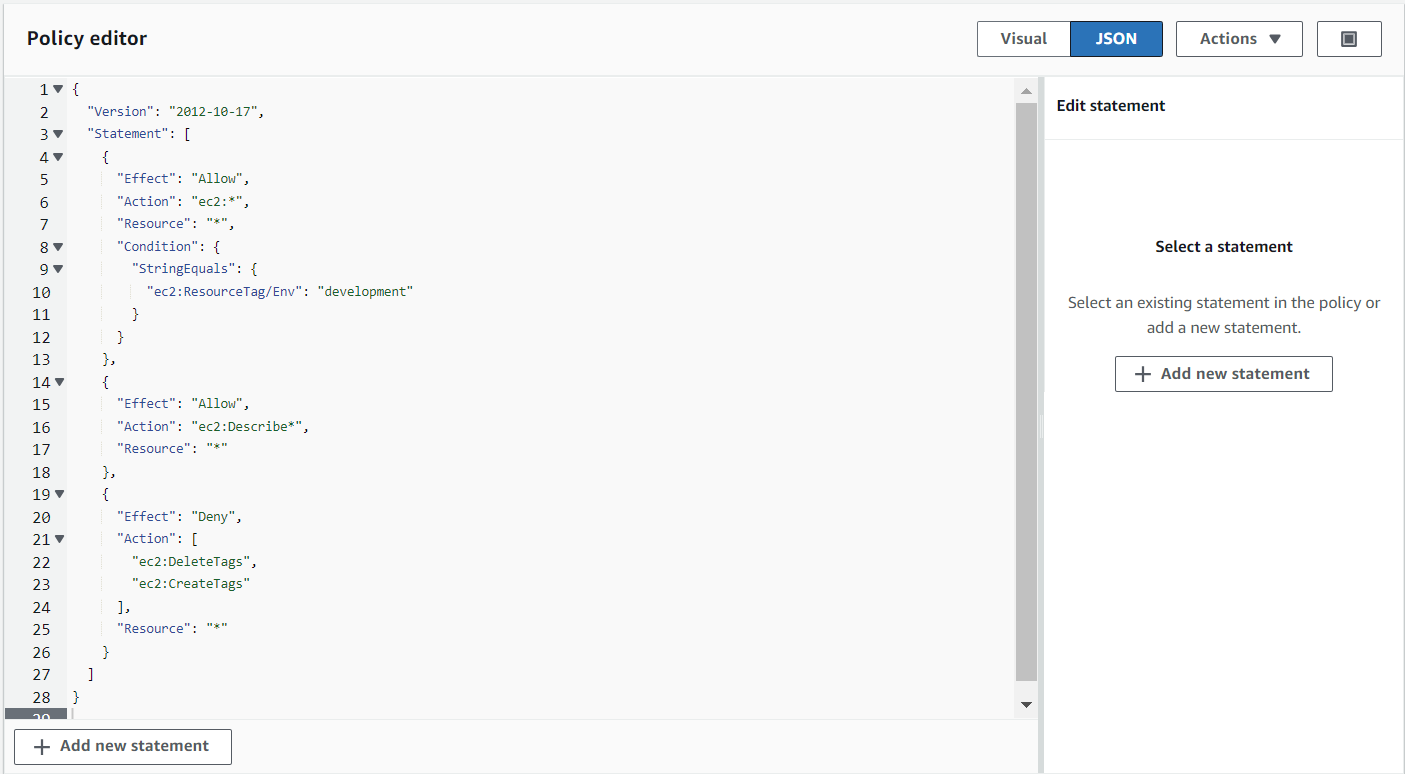 Policy editor
Visual
JSON
Actions
1 {
2 "Version": "2012-10-17",
3 "Statement": [
4 {
5 "Effect": "Allow",
6 "Action": "ec2:*",
7 "Resource": "*",
8 "Condition": {
9 "StringEquals": {
10 "ec2:ResourceTag/Env": "development"
11 }
12 }
13 },
14 {
15 "Effect": "Allow",
16 "Action": "ec2:Describe*",
17 "Resource": "*"
18 },
19 {
20 "Effect": "Deny",
21 "Action": [
22 "ec2:DeleteTags",
23 "ec2:CreateTags"
24 ],
25 "Resource": "*"
26 }
27 ]
28 }
29
+ Add new statement
Edit statement
Select a statement
Select an existing statement in the policy or
add a new statement.
+ Add new statement